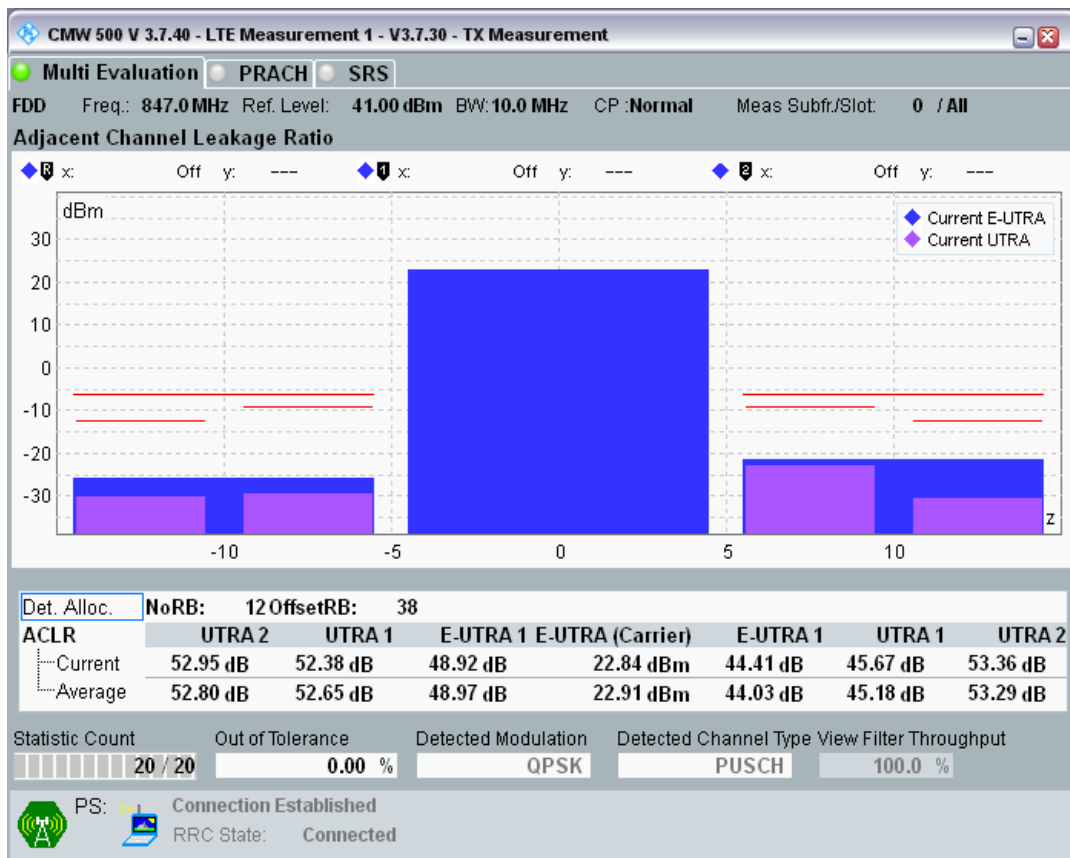 CMW 500 V 3.7.40 - LTE Measurement 1 - V3.7.30 - TX Measurement
Multi Evaluation PRACH SRS
FDD Freq.: 847.0 MHz Ref. Level: 41.00 dBm BW: 10.0 MHz CP :Normal Meas Subfr./Slot: 0 / All
Adjacent Channel Leakage Ratio
R x: Off y: --- 1 x: Off y: --- 2 x: Off y: ---
dBm
Current E-UTRA
Current UTRA
30
20
10
0
-10
-20
-30
z
-10 -5 0 5 10
Det. Alloc. NoRB: 12 OffsetRB: 38
ACLR UTRA 2 UTRA 1 E-UTRA 1 E-UTRA (Carrier) E-UTRA 1 UTRA 1 UTRA 2
Current 52.95 dB 52.38 dB 48.92 dB 22.84 dBm 44.41 dB 45.67 dB 53.36 dB
Average 52.80 dB 52.65 dB 48.97 dB 22.91 dBm 44.03 dB 45.18 dB 53.29 dB
Statistic Count Out of Tolerance Detected Modulation Detected Channel Type View Filter Throughput
20 / 20 0.00 % QPSK PUSCH 100.0 %
PS: Connection Established
RRC State: Connected